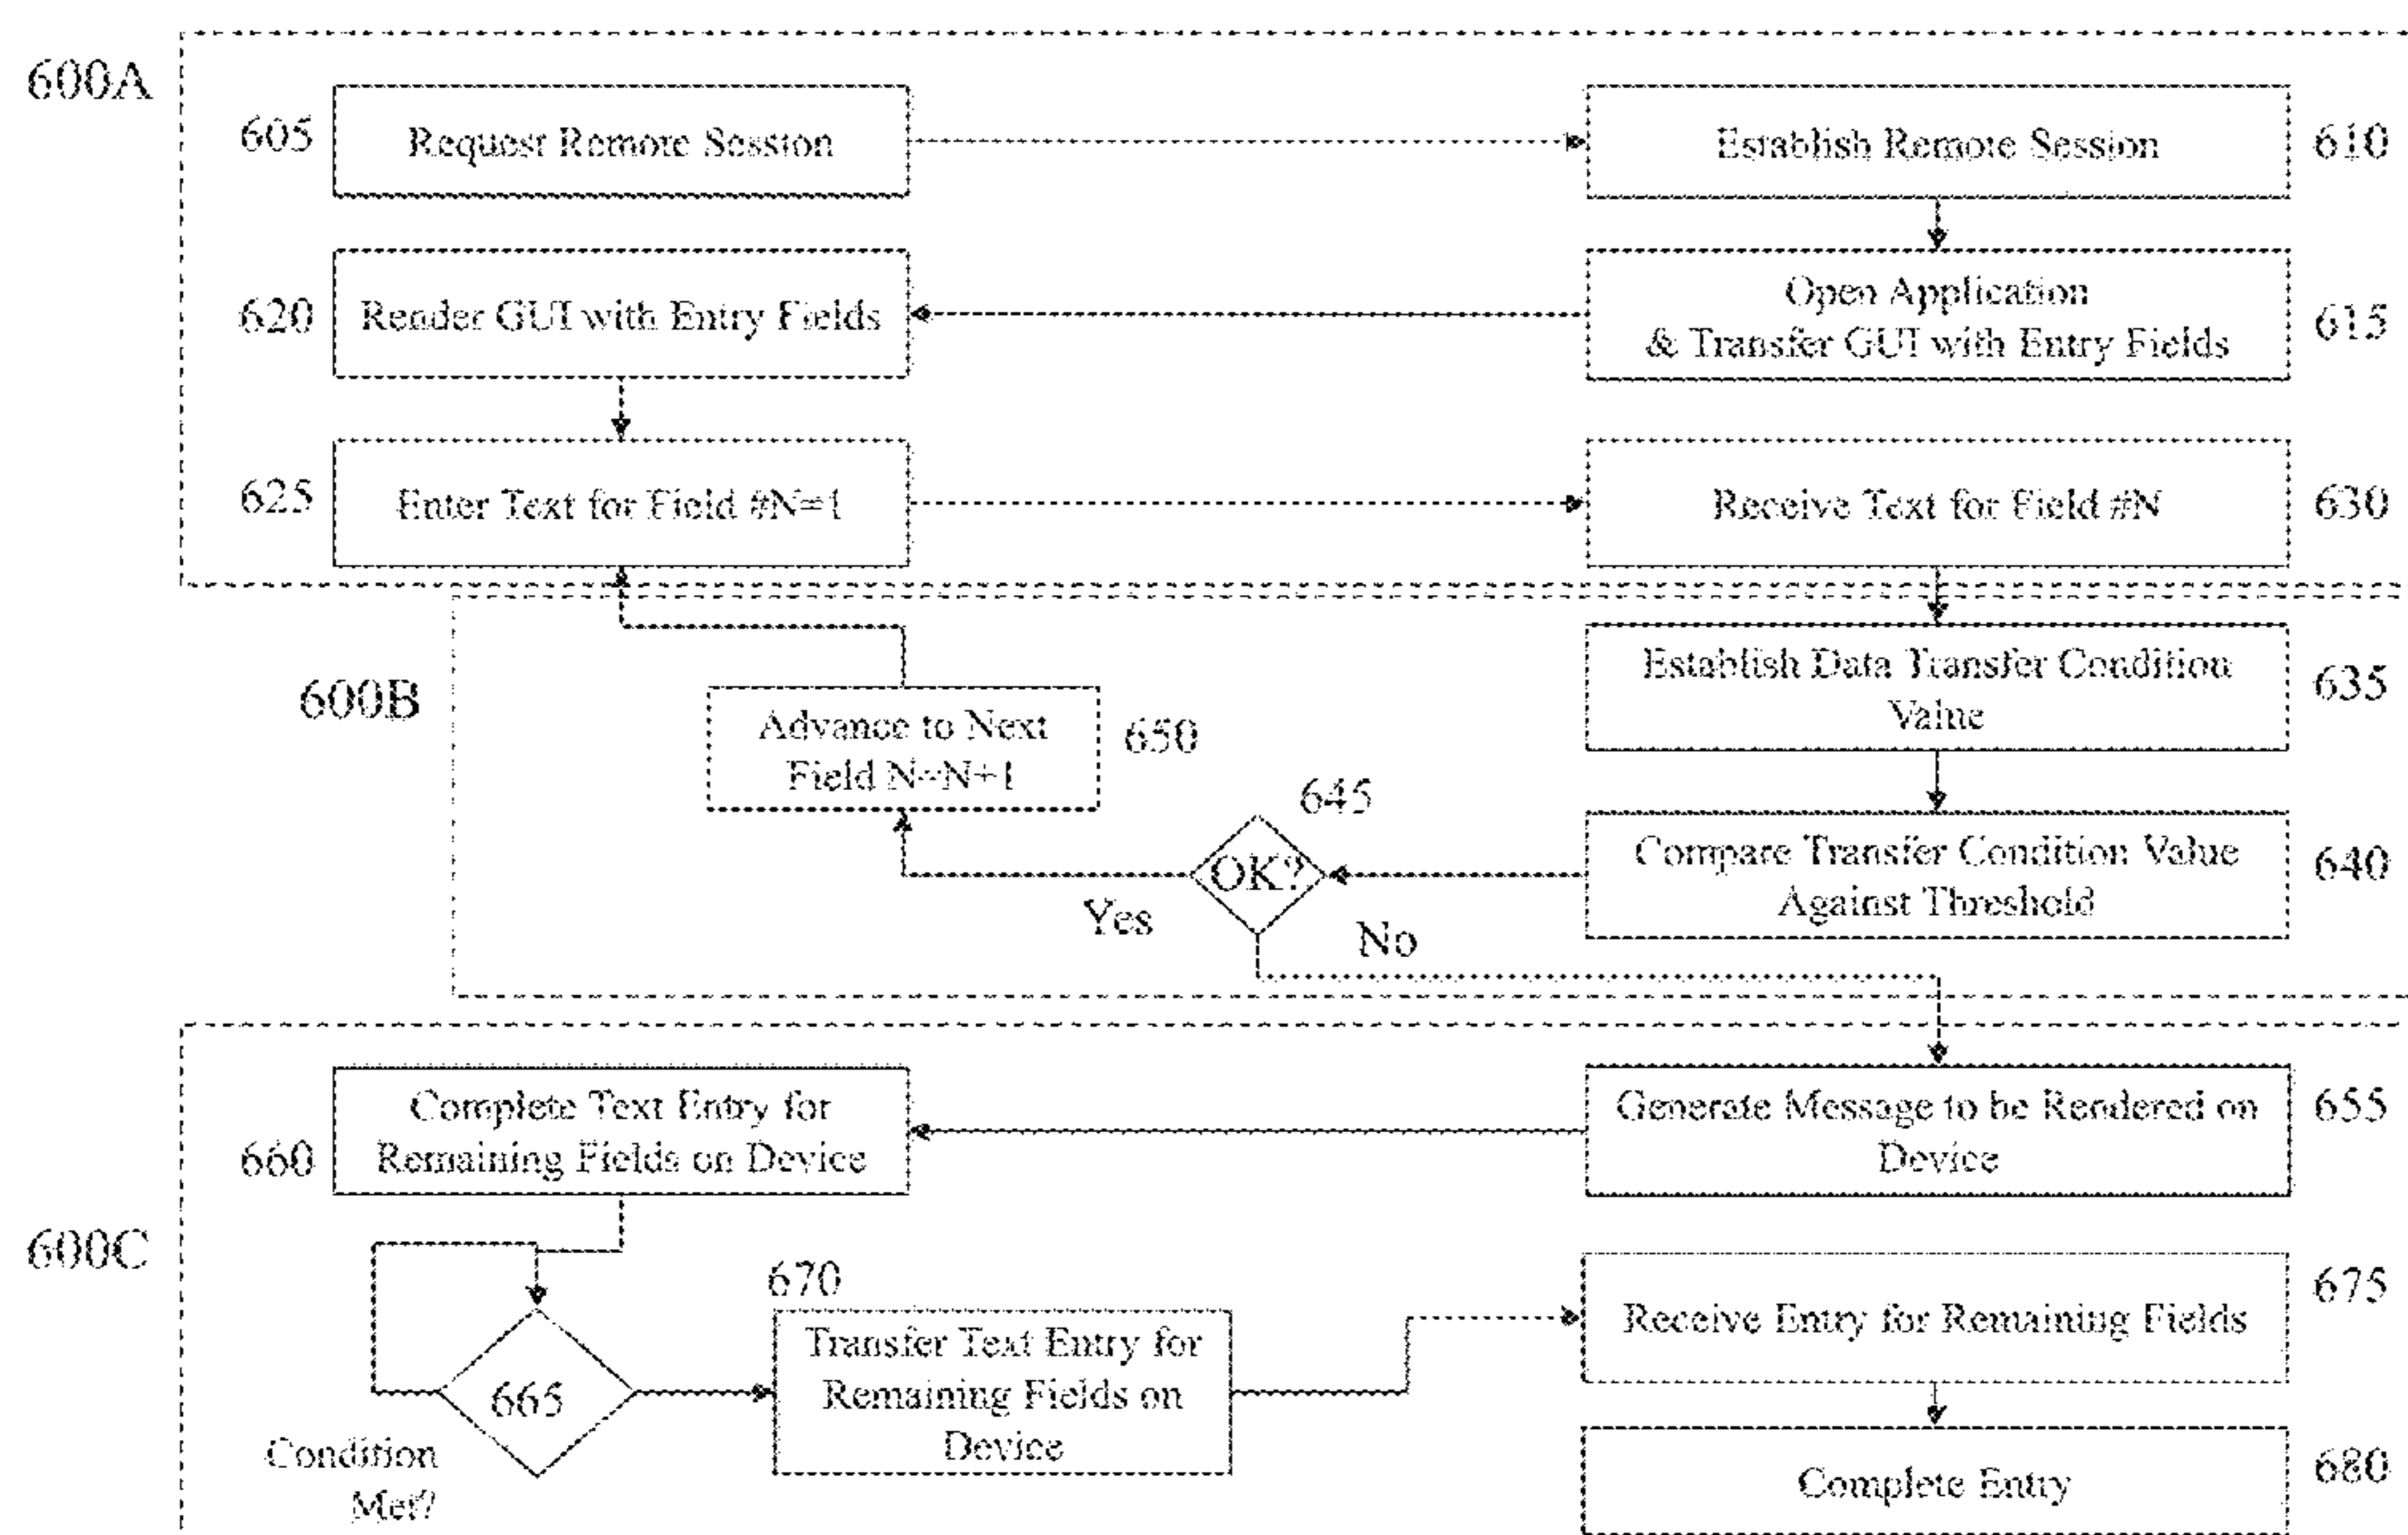 600A
605
Request Remote Session
Establish Remote Session
610
620
Render GUI with Entry Fields
Open Application
& Transfer GUI with Entry Fields
615
625
Enter Text for Field #N=1
Receive Text for Field #N
630
600B
Establish Data Transfer Condition
Value
635
Advance to Next
Field N=N+1
650
645
OK?
Yes
No
Compare Transfer Condition Value
Against Threshold
640
600C
660
Complete Text Entry for
Remaining Fields on Device
Generate Message to be Rendered on
Device
655
665
Condition
Met?
670
Transfer Text Entry for
Remaining Fields on
Device
Receive Entry for Remaining Fields
675
Complete Entry
680